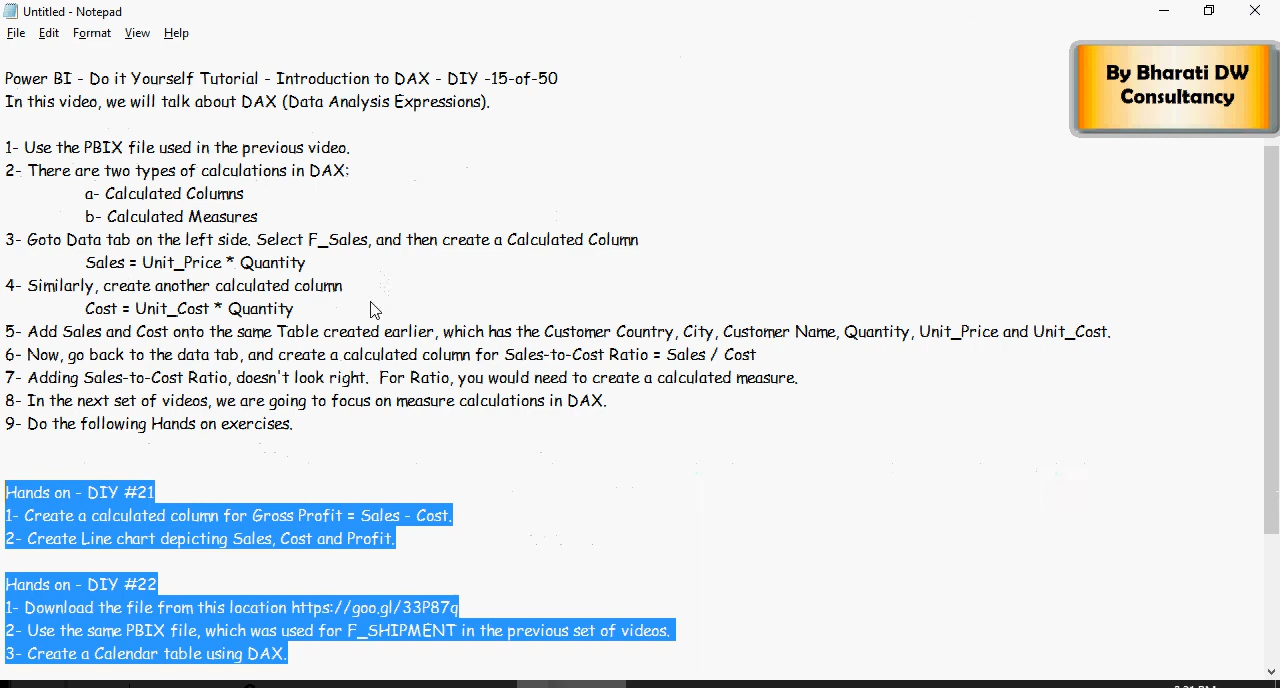 Untitled - Notepad
File Edit Format View Help
By Bharati DW
Consultancy
Power BI - Do it Yourself Tutorial - Introduction to DAX - DIY -15-of-50
In this video, we will talk about DAX (Data Analysis Expressions).
1- Use the PBIX file used in the previous video.
2- There are two types of calculations in DAX:
a- Calculated Columns
b- Calculated Measures
3- Goto Data tab on the left side. Select F_Sales, and then create a Calculated Column
Sales = Unit_Price * Quantity
4- Similarly, create another calculated column
Cost = Unit_Cost * Quantity
5- Add Sales and Cost onto the same Table created earlier, which has the Customer Country, City, Customer Name, Quantity, Unit_Price and Unit_Cost.
6- Now, go back to the data tab, and create a calculated column for Sales-to-Cost Ratio = Sales / Cost
7- Adding Sales-to-Cost Ratio, doesn't look right. For Ratio, you would need to create a calculated measure.
8- In the next set of videos, we are going to focus on measure calculations in DAX.
9- Do the following Hands on exercises.
Hands on - DIY #21
1- Create a calculated column for Gross Profit = Sales - Cost.
2- Create Line chart depicting Sales, Cost and Profit.
Hands on - DIY #22
1- Download the file from this location https://goo.gl/33P87q
2- Use the same PBIX file, which was used for F_SHIPMENT in the previous set of videos.
3- Create a Calendar table using DAX.